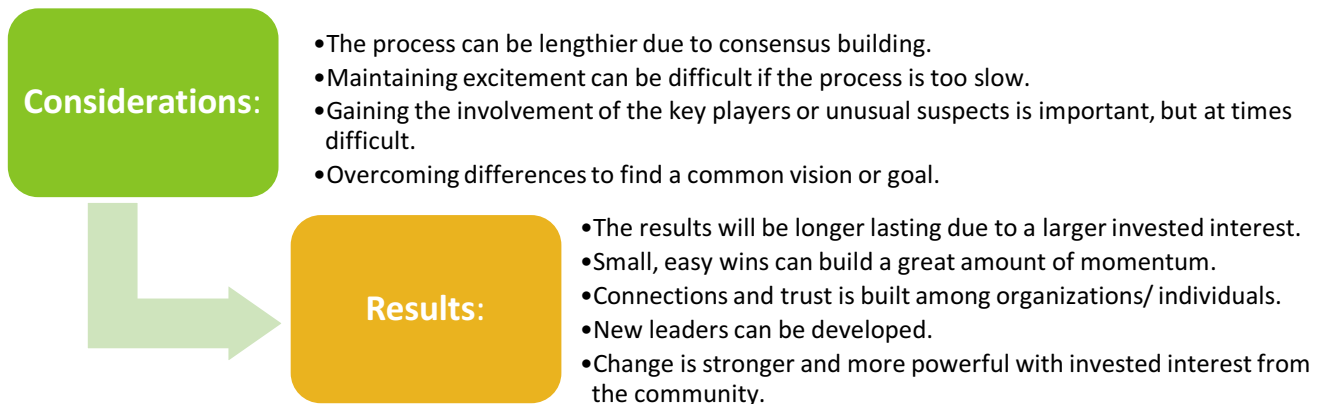 Considerations:
•The process can be lengthier due to consensus building.
•Maintaining excitement can be difficult if the process is too slow.
•Gaining the involvement of the key players or unusual suspects is important, but at times
difficult.
•Overcoming differences to find a common vision or goal.
Results:
•The results will be longer lasting due to a larger invested interest.
•Small, easy wins can build a great amount of momentum.
•Connections and trust is built among organizations/ individuals.
•New leaders can be developed.
•Change is stronger and more powerful with invested interest from
the community.